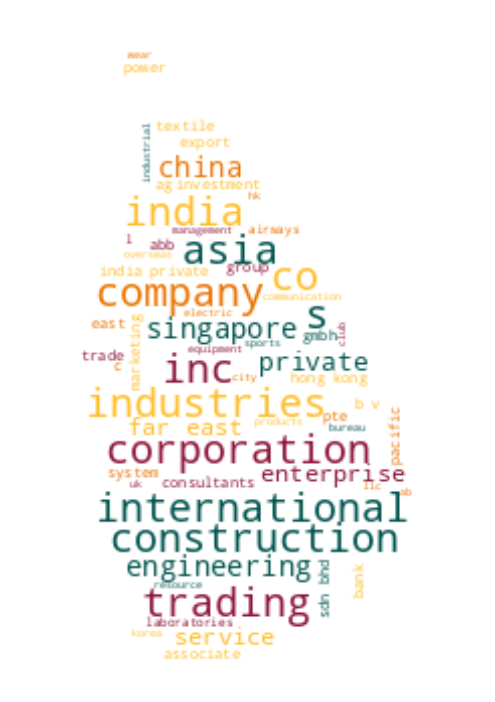 wear
power
textile
industrial
export
china
ag investment
hk
india
management
airways
l
abb
asia
overseas
group
india private
co
company
communication
electric
s
east
singapore
gmbh
club
sports
marketing
trade
equipment
inc
private
c
city
hong kong
industries
b v
pte
products
far east
bureau
pacific
corporation
system
enterprise
uk
consultants
llc
ab
international
construction
engineering
sdn bhd
bank
resource
trading
laboratories
korea
service
associate